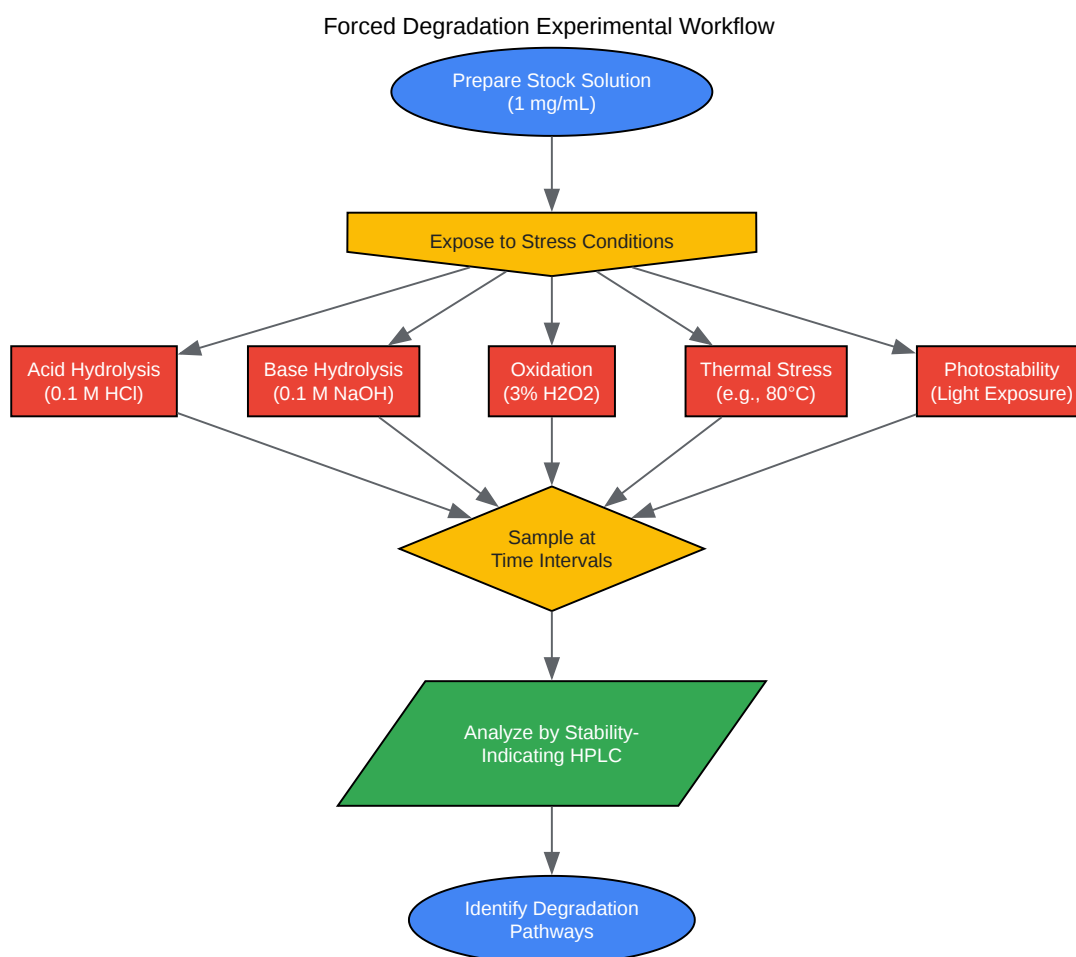 Forced Degradation Experimental Workflow
Prepare Stock Solution
(1 mg/mL)
Expose to Stress Conditions
Acid Hydrolysis
(0.1 M HCl)
Base Hydrolysis
(0.1 M NaOH)
Oxidation
(3% H2O2)
Thermal Stress
(e.g., 80°C)
Photostability
(Light Exposure)
Sample at
Time Intervals
Analyze by Stability-
Indicating HPLC
Identify Degradation
Pathways